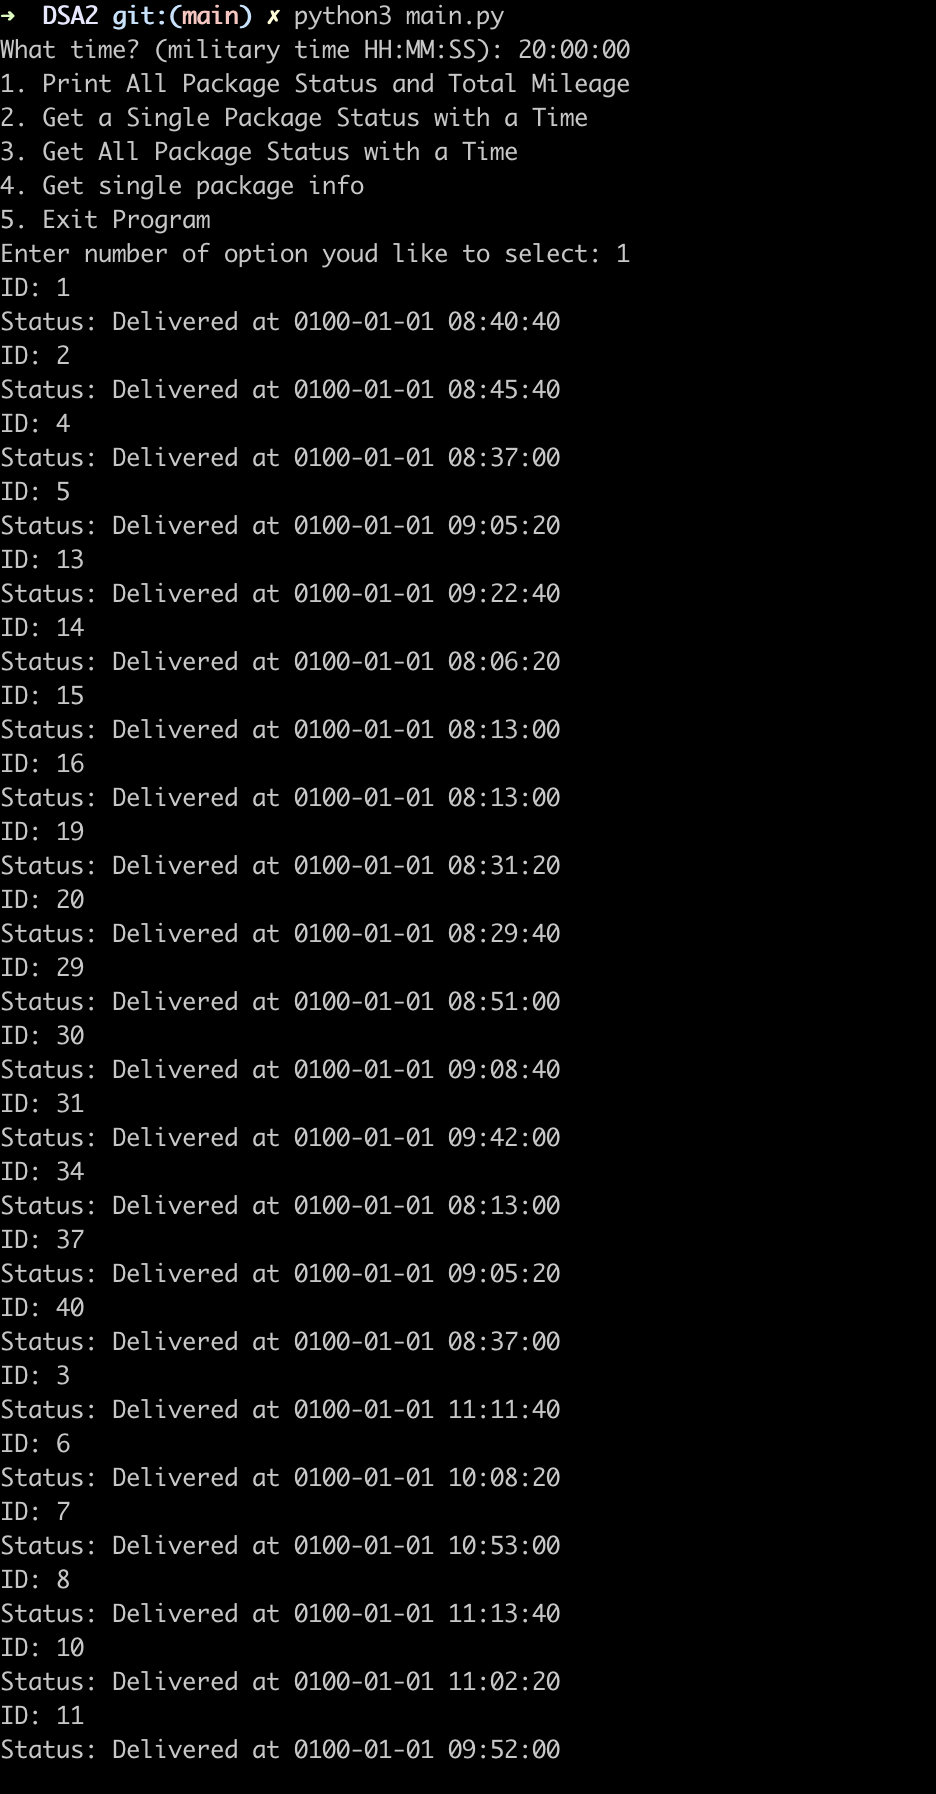 ➜  DSA2 git:(main) ✗ python3 main.py
What time? (military time HH:MM:SS): 20:00:00
1. Print All Package Status and Total Mileage
2. Get a Single Package Status with a Time
3. Get All Package Status with a Time
4. Get single package info
5. Exit Program
Enter number of option youd like to select: 1
ID: 1
Status: Delivered at 0100-01-01 08:40:40
ID: 2
Status: Delivered at 0100-01-01 08:45:40
ID: 4
Status: Delivered at 0100-01-01 08:37:00
ID: 5
Status: Delivered at 0100-01-01 09:05:20
ID: 13
Status: Delivered at 0100-01-01 09:22:40
ID: 14
Status: Delivered at 0100-01-01 08:06:20
ID: 15
Status: Delivered at 0100-01-01 08:13:00
ID: 16
Status: Delivered at 0100-01-01 08:13:00
ID: 19
Status: Delivered at 0100-01-01 08:31:20
ID: 20
Status: Delivered at 0100-01-01 08:29:40
ID: 29
Status: Delivered at 0100-01-01 08:51:00
ID: 30
Status: Delivered at 0100-01-01 09:08:40
ID: 31
Status: Delivered at 0100-01-01 09:42:00
ID: 34
Status: Delivered at 0100-01-01 08:13:00
ID: 37
Status: Delivered at 0100-01-01 09:05:20
ID: 40
Status: Delivered at 0100-01-01 08:37:00
ID: 3
Status: Delivered at 0100-01-01 11:11:40
ID: 6
Status: Delivered at 0100-01-01 10:08:20
ID: 7
Status: Delivered at 0100-01-01 10:53:00
ID: 8
Status: Delivered at 0100-01-01 11:13:40
ID: 10
Status: Delivered at 0100-01-01 11:02:20
ID: 11
Status: Delivered at 0100-01-01 09:52:00